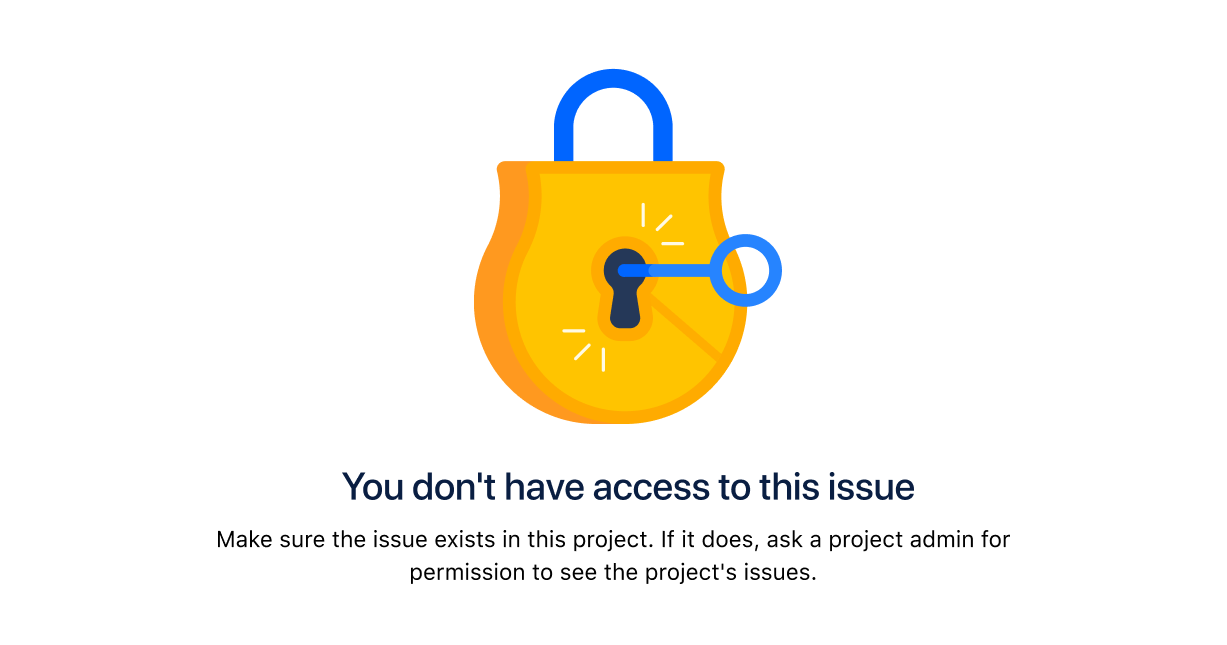 You don't have access to this issue
Make sure the issue exists in this project. If it does, ask a project admin for
permission to see the project's issues.